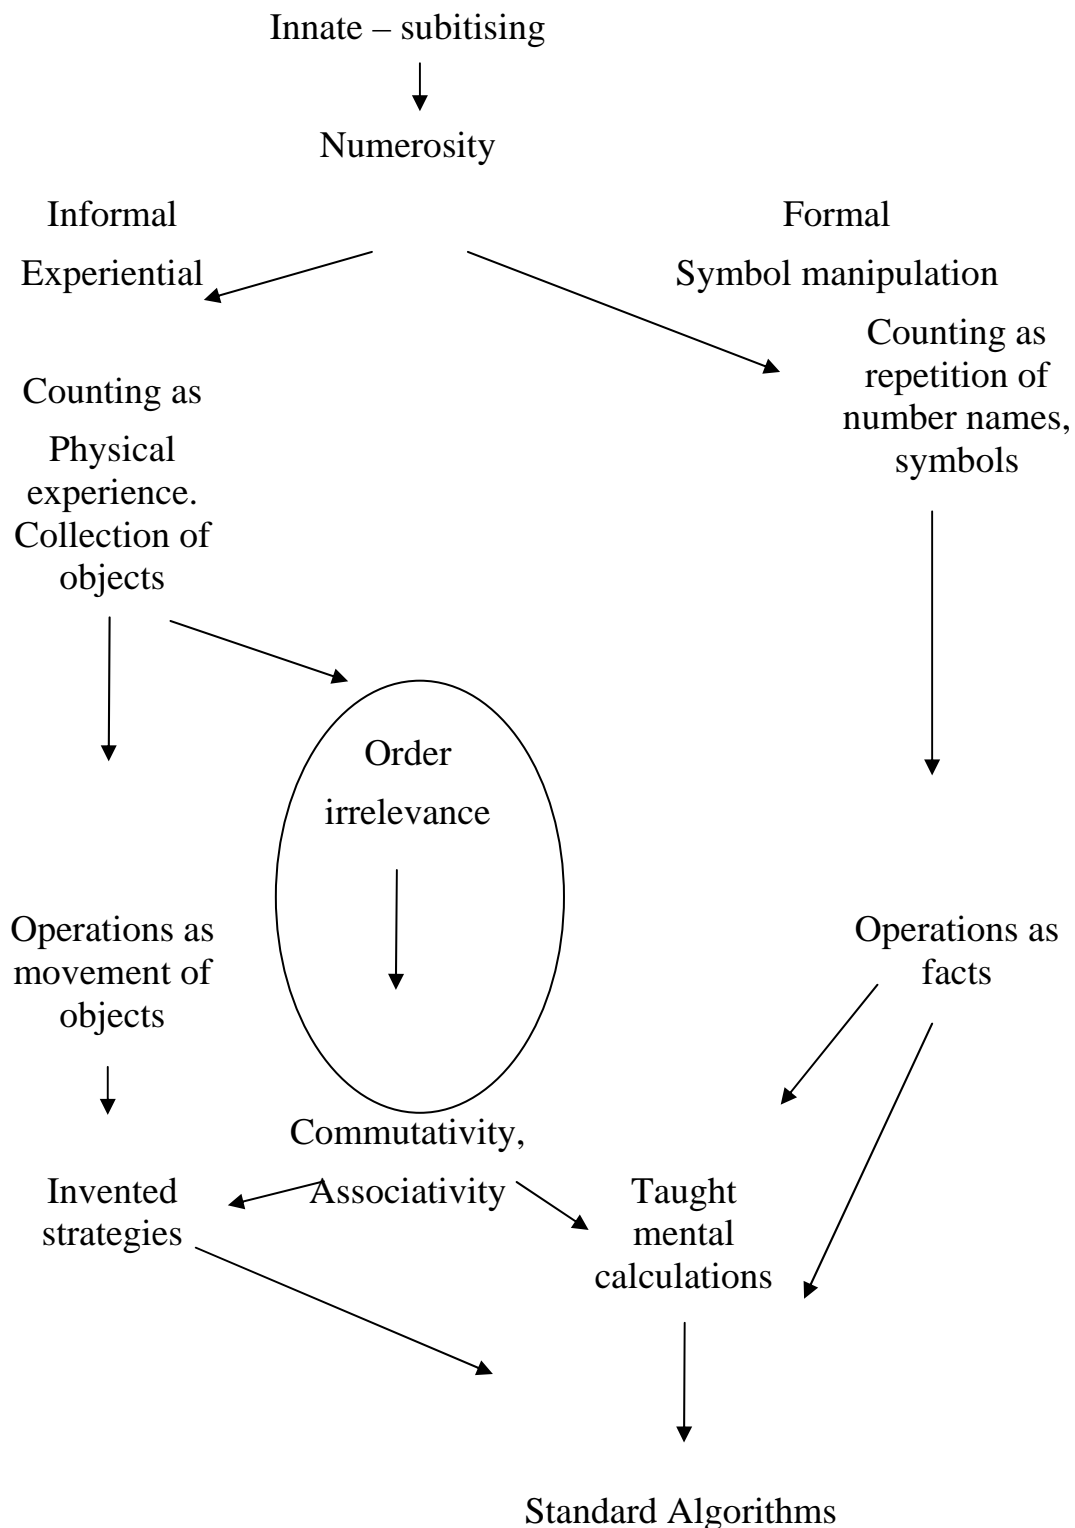 Innate – subitising
Numerosity
Informal
Experiential
Formal
Symbol manipulation
Counting as
repetition of
number names,
symbols
Counting as
Physical
experience.
Collection of
objects
Order
irrelevance
Operations as
movement of
objects
Operations as
facts
Commutativity,
Associativity
Invented
strategies
Taught
mental
calculations
Standard Algorithms